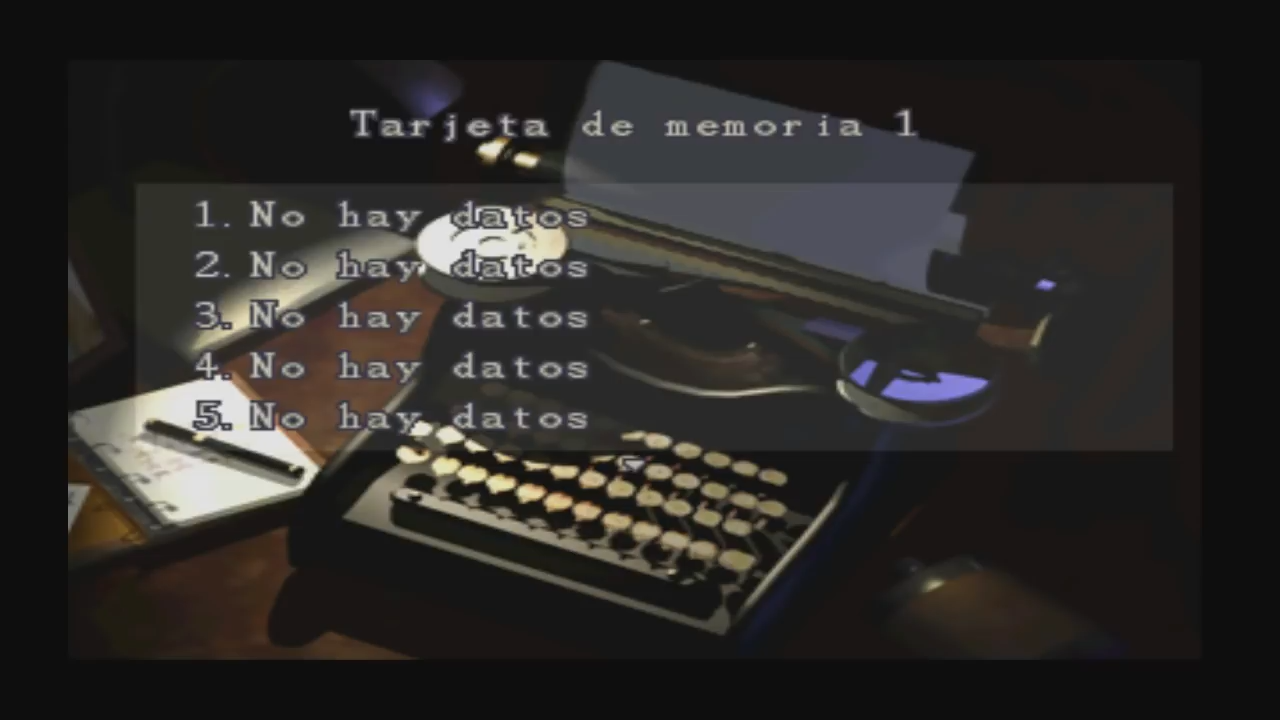 Tarjeta de memoria 1
1. No hay datos
2. No hay datos
3. No hay datos
4. No hay datos
5. No hay datos